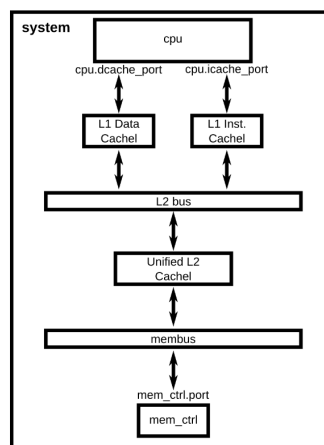 system
cpu
cpu.dcache_port cpu.icache_port
L1 Data
Cachel
L1 Inst.
Cachel
L2 bus
Unified L2
Cachel
membus
mem_ctrl.port
mem_ctrl